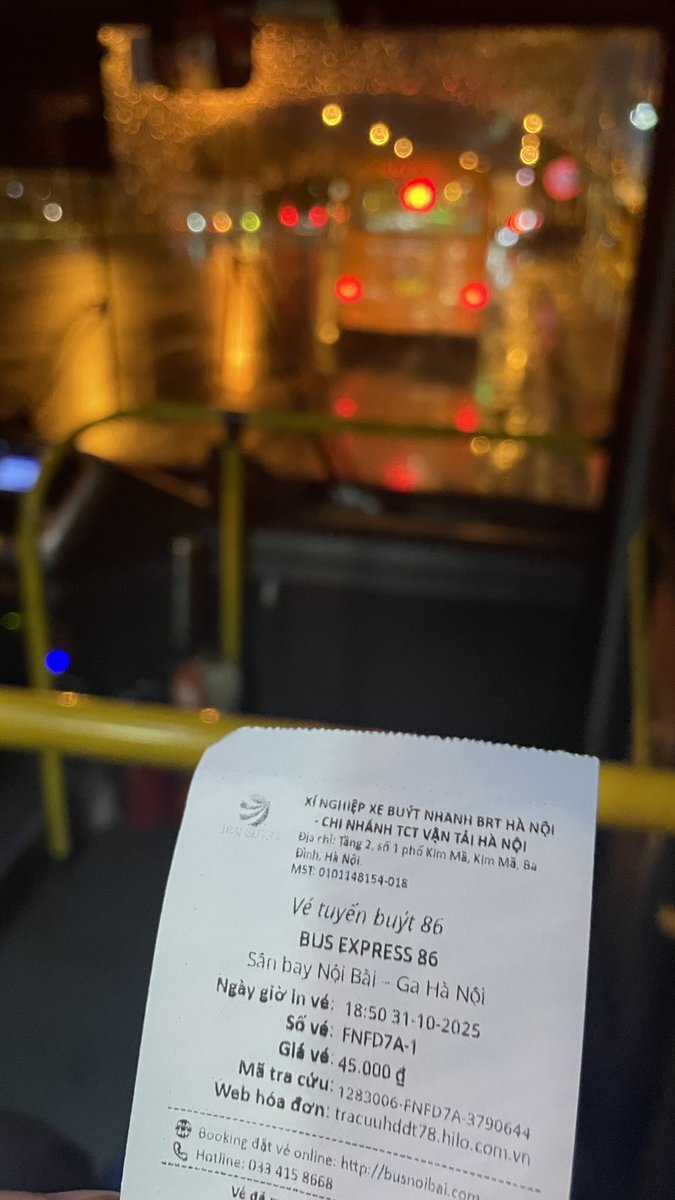 XÍ NGHIỆP XE BUÝT NHANH BRT HÀ NỘI
- CHI NHÁNH TCT VẬN TẢI HÀ NỘI
Địa chỉ: Tầng 2, số 1 phố Kim Mã, Kim Mã, Ba
Đình, Hà Nội.
MST: 0101148154-018
Vé tuyến buýt 86
BUS EXPRESS 86
Sân bay Nội Bài - Ga Hà Nội
Ngày giờ in vé: 18:50 31-10-2025
Số vé: FNFD7A-1
Giá vé: 45.000 ₫
Mã tra cứu: 1283006-FNFD7A-3790644
Web hóa đơn: tracuuhddt78.hilo.com.vn
Booking đặt vé online: http://busnoibai.com
Hotline: 033 415 8668
Vé đã